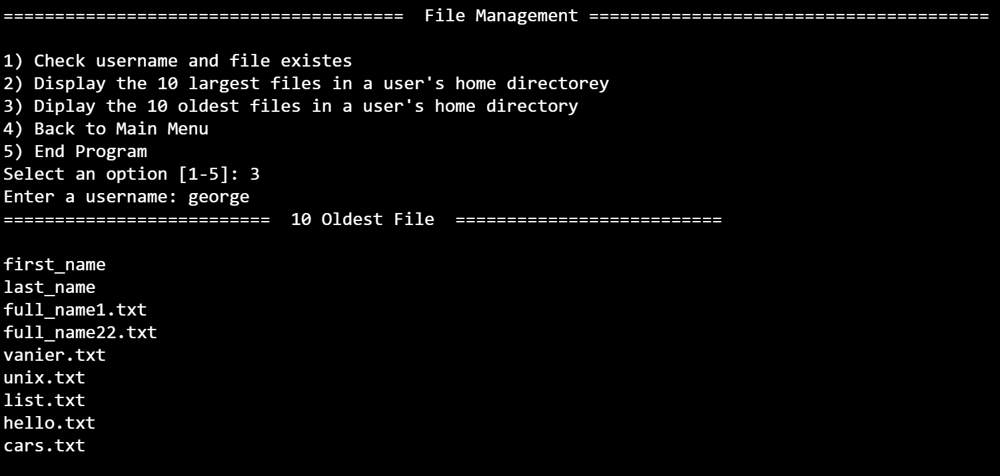 =======================================  File Management =======================================
1) Check username and file existes
2) Display the 10 largest files in a user's home directorey
3) Diplay the 10 oldest files in a user's home directory
4) Back to Main Menu
5) End Program
Select an option [1-5]: 3
Enter a username: george
==========================  10 Oldest File  ==========================
first_name
last_name
full_name1.txt
full_name22.txt
vanier.txt
unix.txt
list.txt
hello.txt
cars.txt